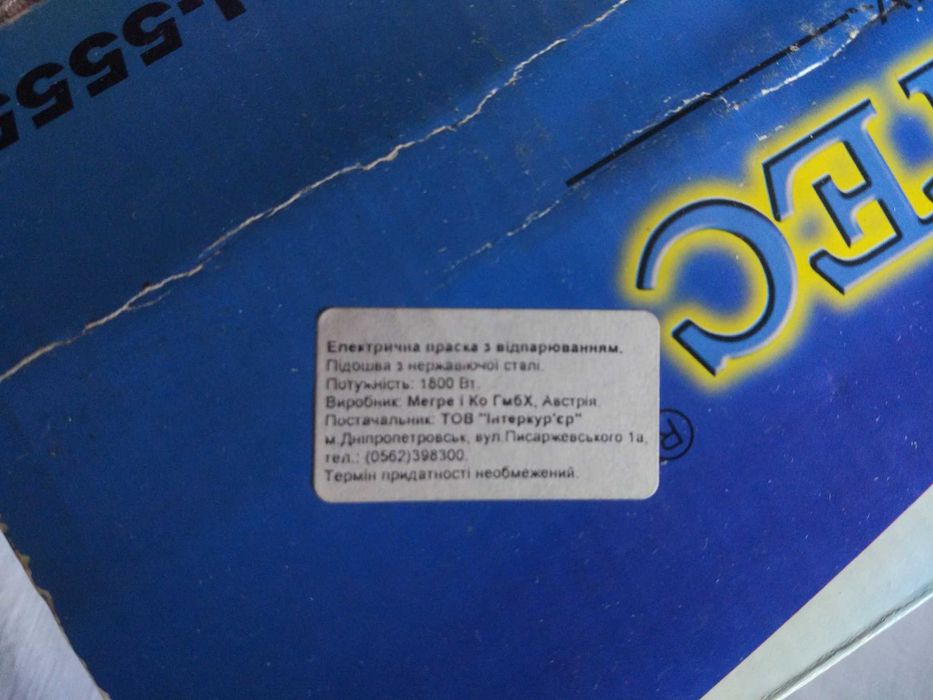 Електрична праска з відпарюванням.
Підошва з нержавіючої сталі.
Потужність: 1800 Вт.
Виробник: Мегре і Ко ГмбХ, Австрія.
Постачальник: ТОВ "Інтеркур'єр"
м.Дніпропетровськ, вул.Писаржевського 1а,
тел.: (0562)398300.
Термін придатності необмежений.
EC
®